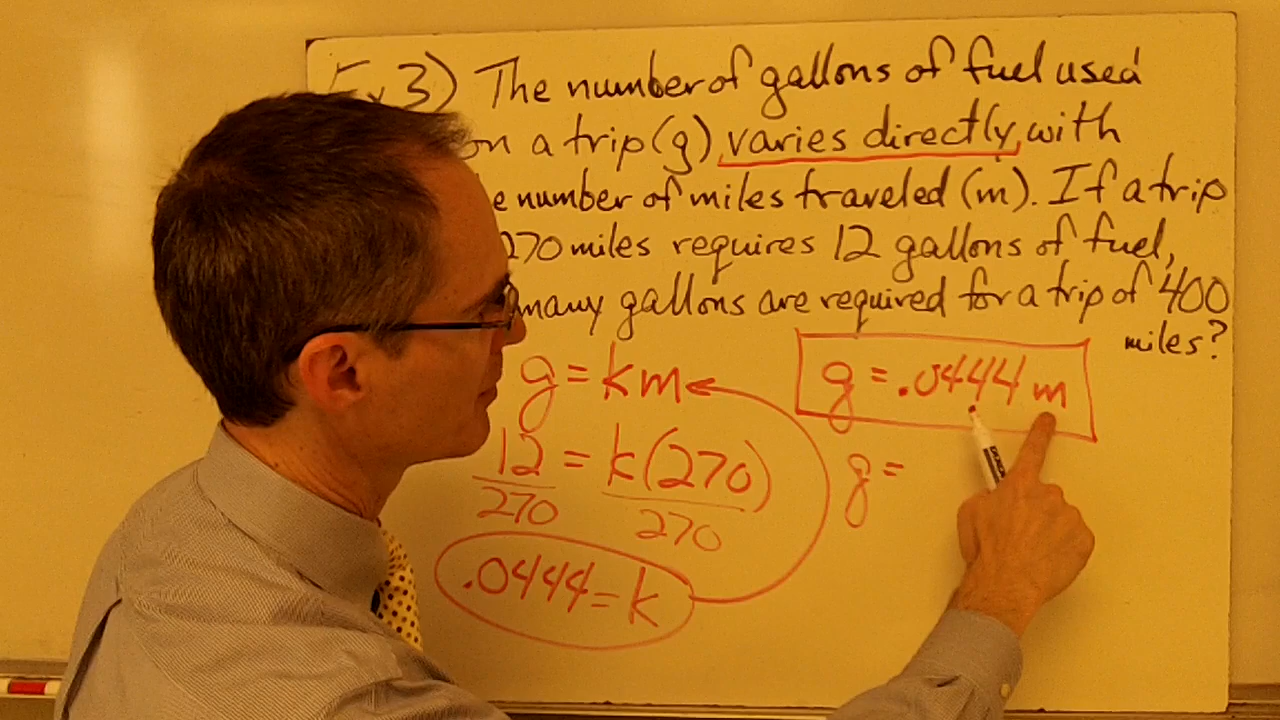 3) The number of gallons of fuel used
on a trip (g) varies directly with
number of miles traveled (m). If a trip
270 miles requires 12 gallons of fuel,
many gallons are required for a trip of 400
miles?
g = km
12 = k(270)
270 270
.0444 = k
g = .0444 m
g =